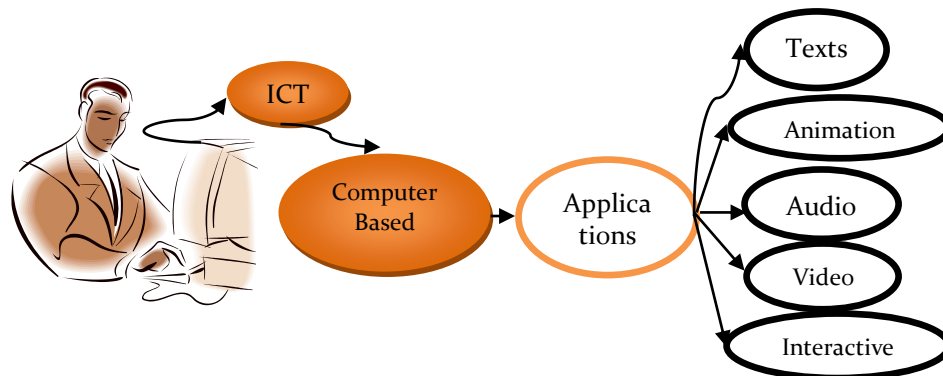 ICT
Computer
Based
Applica
tions
Texts
Animation
Audio
Video
Interactive